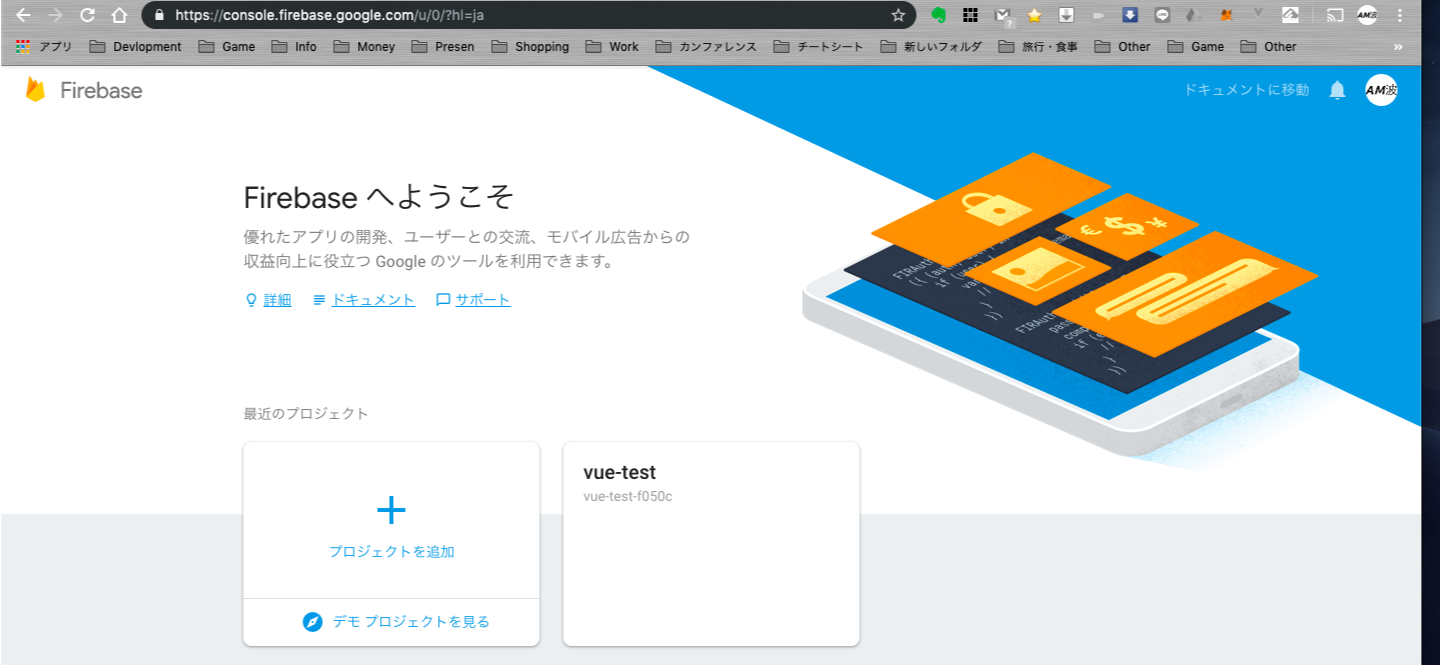 https://console.firebase.google.com/u/0/?hl=ja
アプリ Devlopment Game Info Money Presen Shopping Work カンファレンス チートシート 新しいフォルダ 旅行・食事 Other Game Other »
Firebase
ドキュメントに移動
AM波
Firebase へようこそ
優れたアプリの開発、ユーザーとの交流、モバイル広告からの
収益向上に役立つ Google のツールを利用できます。
詳細 ドキュメント サポート
最近のプロジェクト
プロジェクトを追加
デモ プロジェクトを見る
vue-test
vue-test-f050c